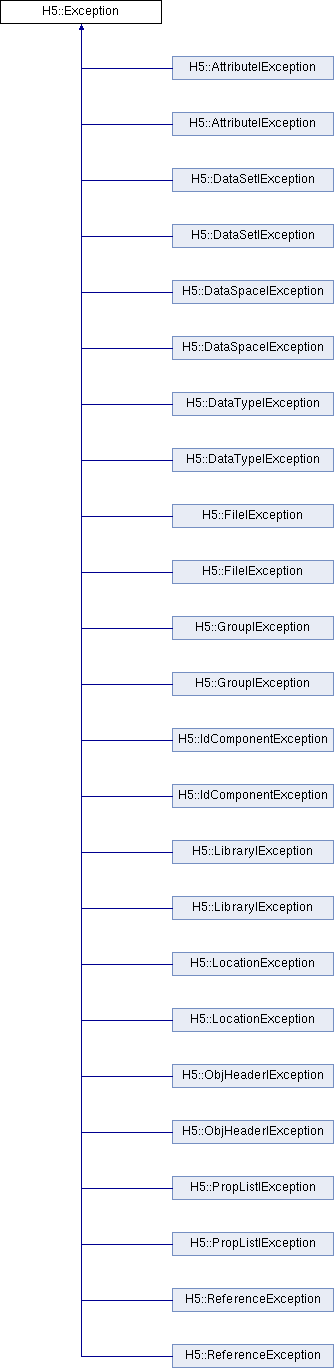 H5::Exception
H5::AttributeIException
H5::AttributeIException
H5::DataSetIException
H5::DataSetIException
H5::DataSpaceIException
H5::DataSpaceIException
H5::DataTypeIException
H5::DataTypeIException
H5::FileIException
H5::FileIException
H5::GroupIException
H5::GroupIException
H5::IdComponentException
H5::IdComponentException
H5::LibraryIException
H5::LibraryIException
H5::LocationException
H5::LocationException
H5::ObjHeaderIException
H5::ObjHeaderIException
H5::PropListIException
H5::PropListIException
H5::ReferenceException
H5::ReferenceException